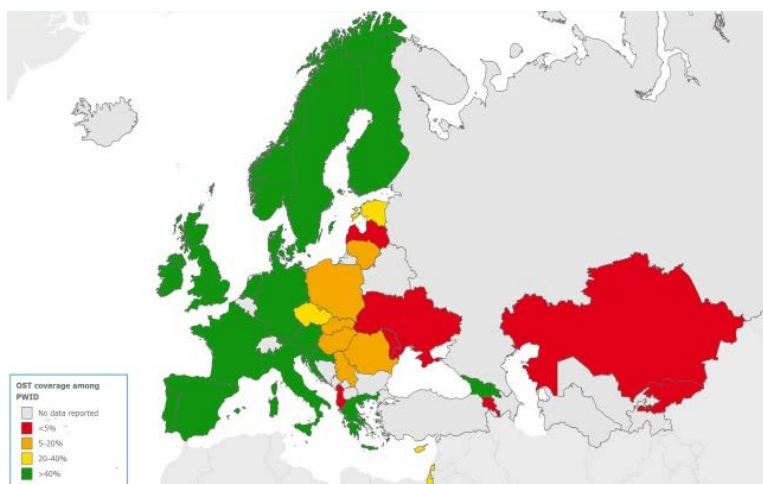 OST coverage among
PWID
No data reported
<5%
5-20%
20-40%
>40%